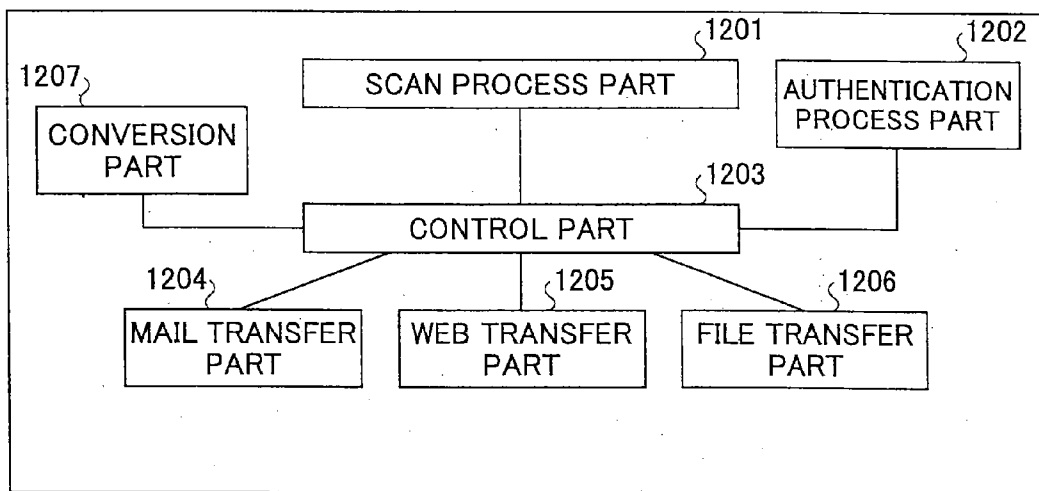 1201
SCAN PROCESS PART
1202
AUTHENTICATION
PROCESS PART
1207
CONVERSION
PART
1203
CONTROL PART
1204
MAIL TRANSFER
PART
1205
WEB TRANSFER
PART
1206
FILE TRANSFER
PART